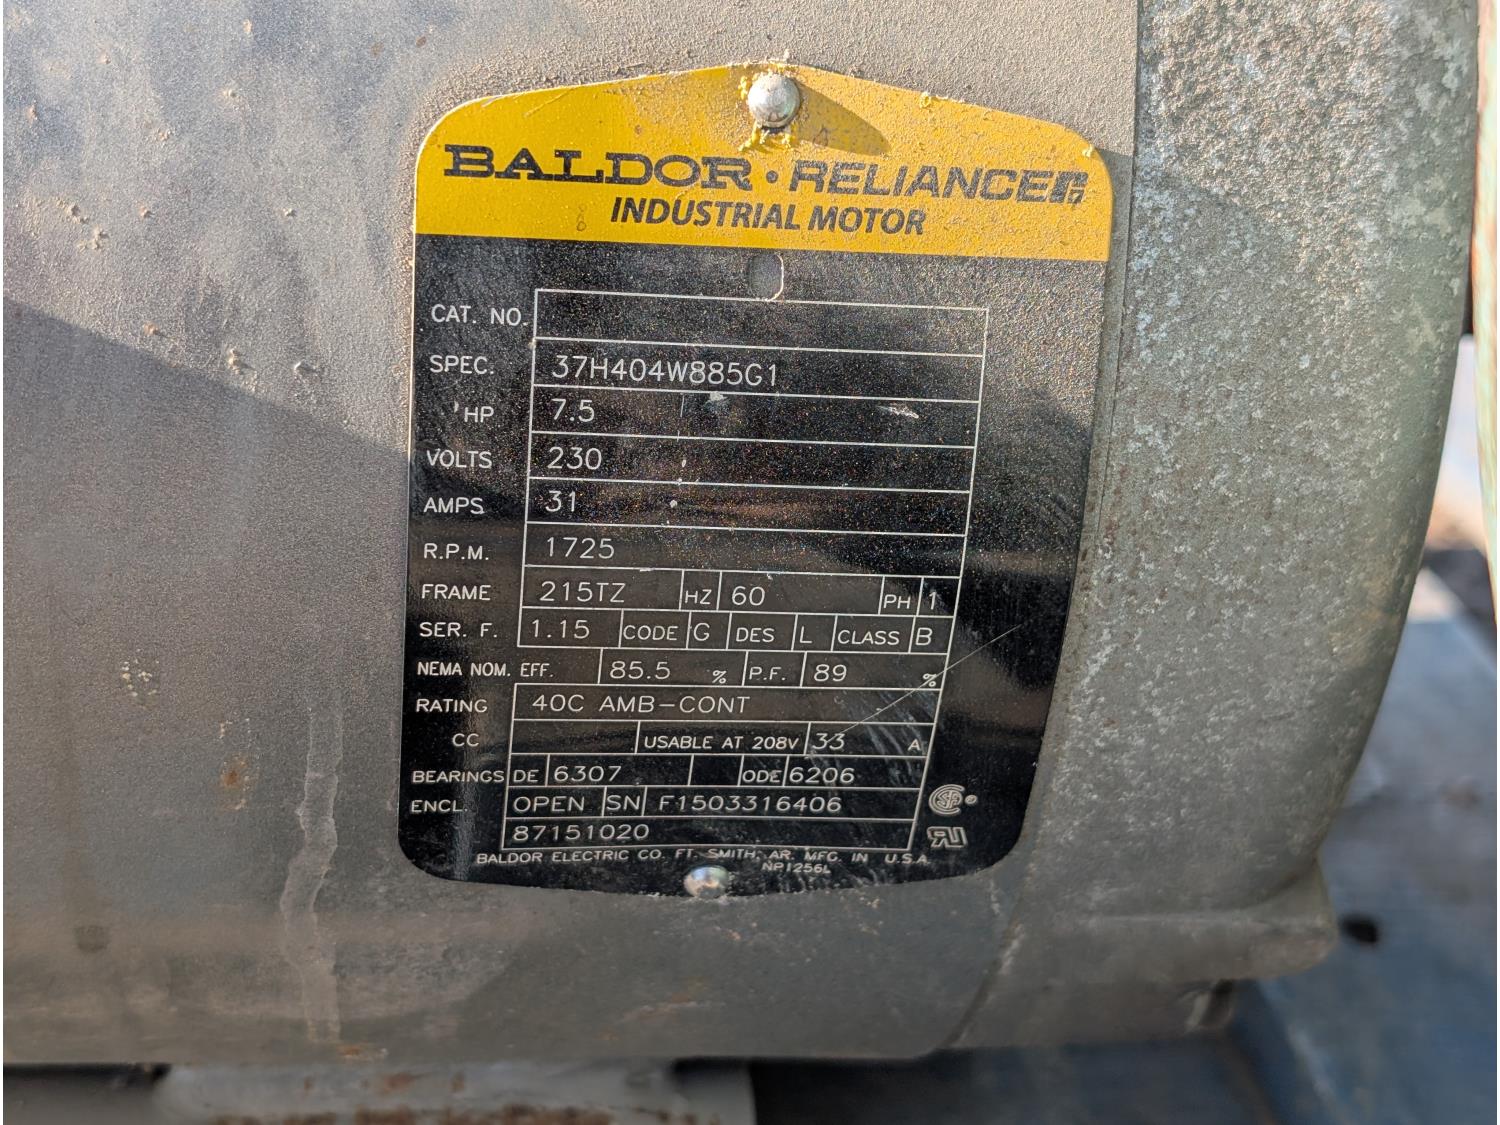 BALDOR • RELIANCE
INDUSTRIAL MOTOR
CAT. NO.
SPEC. 37H404W885G1
HP 7.5
VOLTS 230
AMPS 31
R.P.M. 1725
FRAME 215TZ HZ 60 PH 1
SER. F. 1.15 CODE G DES L CLASS B
NEMA NOM. EFF. 85.5 % P.F. 89 %
RATING 40C AMB-CONT
CC USABLE AT 208V 33 A
BEARINGS DE 6307 ODE 6206
ENCL. OPEN SN F1503316406
87151020
BALDOR ELECTRIC CO. FT. SMITH, AR. MFG. IN U.S.A.
NP1256L